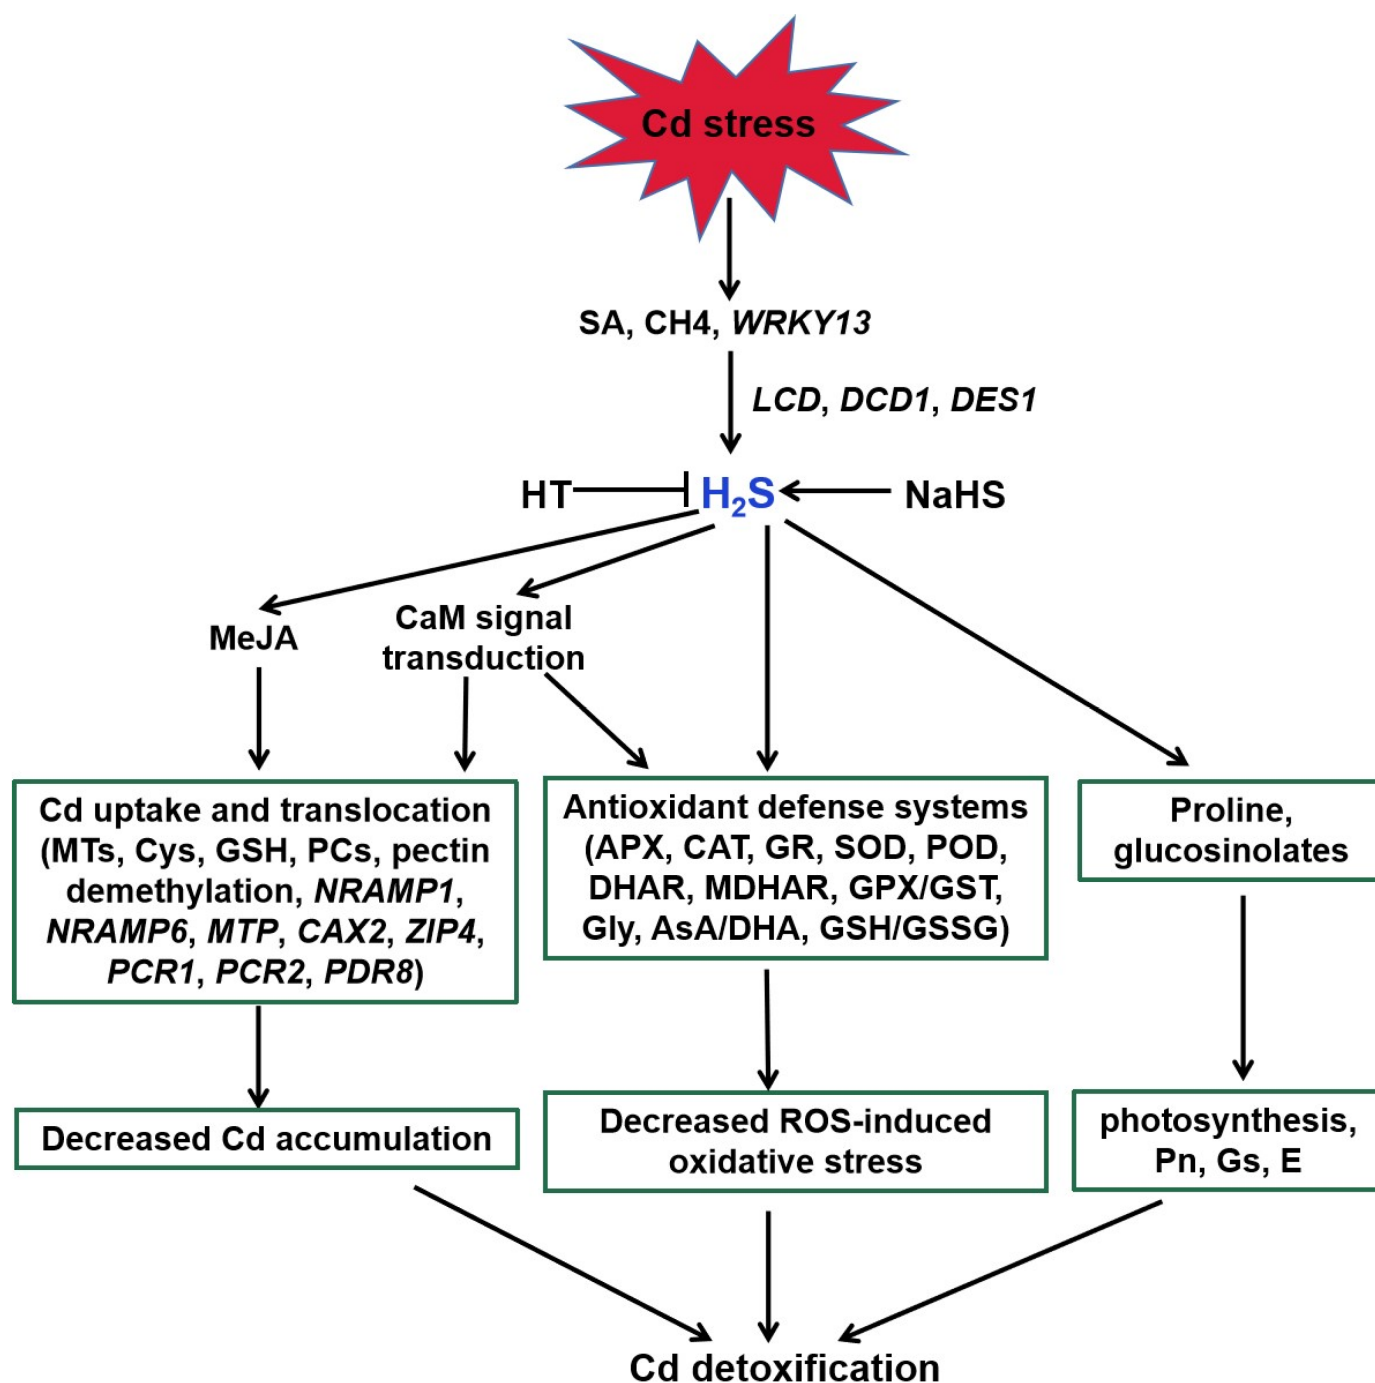 Cd stress
SA, CH4, WRKY13
LCD, DCD1, DES1
HT
H₂S
NaHS
MeJA
CaM signal
transduction
Cd uptake and translocation
(MTs, Cys, GSH, PCs, pectin
demethylation, NRAMP1,
NRAMP6, MTP, CAX2, ZIP4,
PCR1, PCR2, PDR8)
Antioxidant defense systems
(APX, CAT, GR, SOD, POD,
DHAR, MDHAR, GPX/GST,
Gly, AsA/DHA, GSH/GSSG)
Proline,
glucosinolates
Decreased Cd accumulation
Decreased ROS-induced
oxidative stress
photosynthesis,
Pn, Gs, E
Cd detoxification